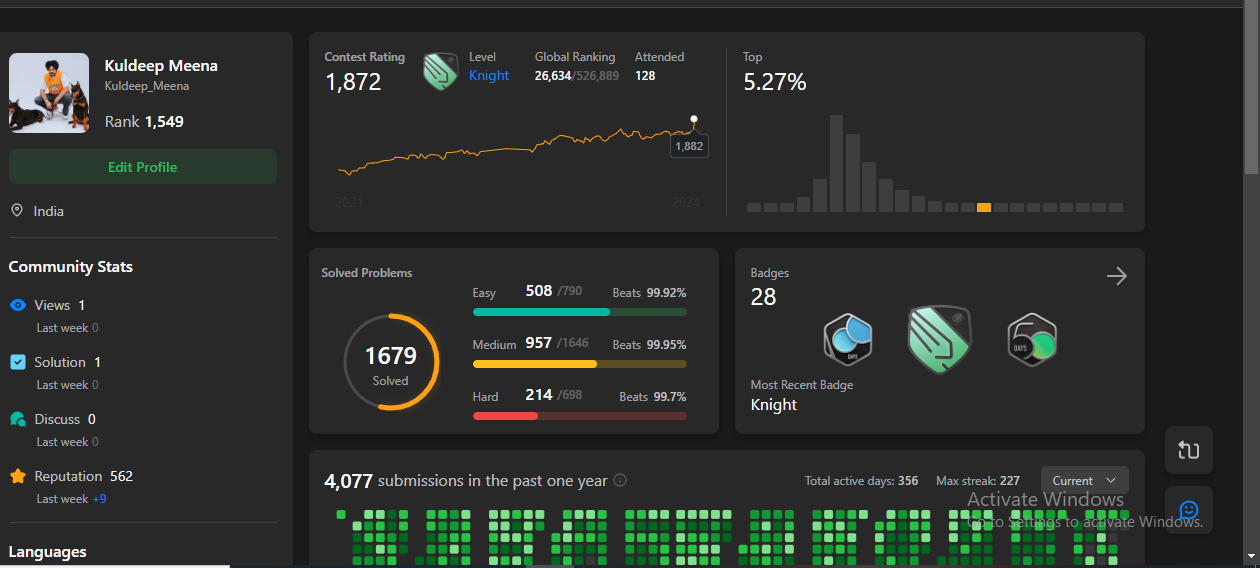 Kuldeep Meena
Kuldeep_Meena
Rank 1,549
Edit Profile
India
Community Stats
Views 1
Last week 0
Solution 1
Last week 0
Discuss 0
Last week 0
Reputation 562
Last week +9
Languages
Contest Rating
1,872
Level
Knight
Global Ranking
26,634/526,889
Attended
128
1,882
2021
2024
Top
5.27%
Solved Problems
1679
Solved
Easy 508 /790 Beats 99.92%
Medium 957 /1646 Beats 99.95%
Hard 214 /698 Beats 99.7%
Badges
28
DAYS
50
DAYS
Most Recent Badge
Knight
4,077 submissions in the past one year
Total active days: 356 Max streak: 227 Current
Activate Windows
Go to Settings to activate Windows.